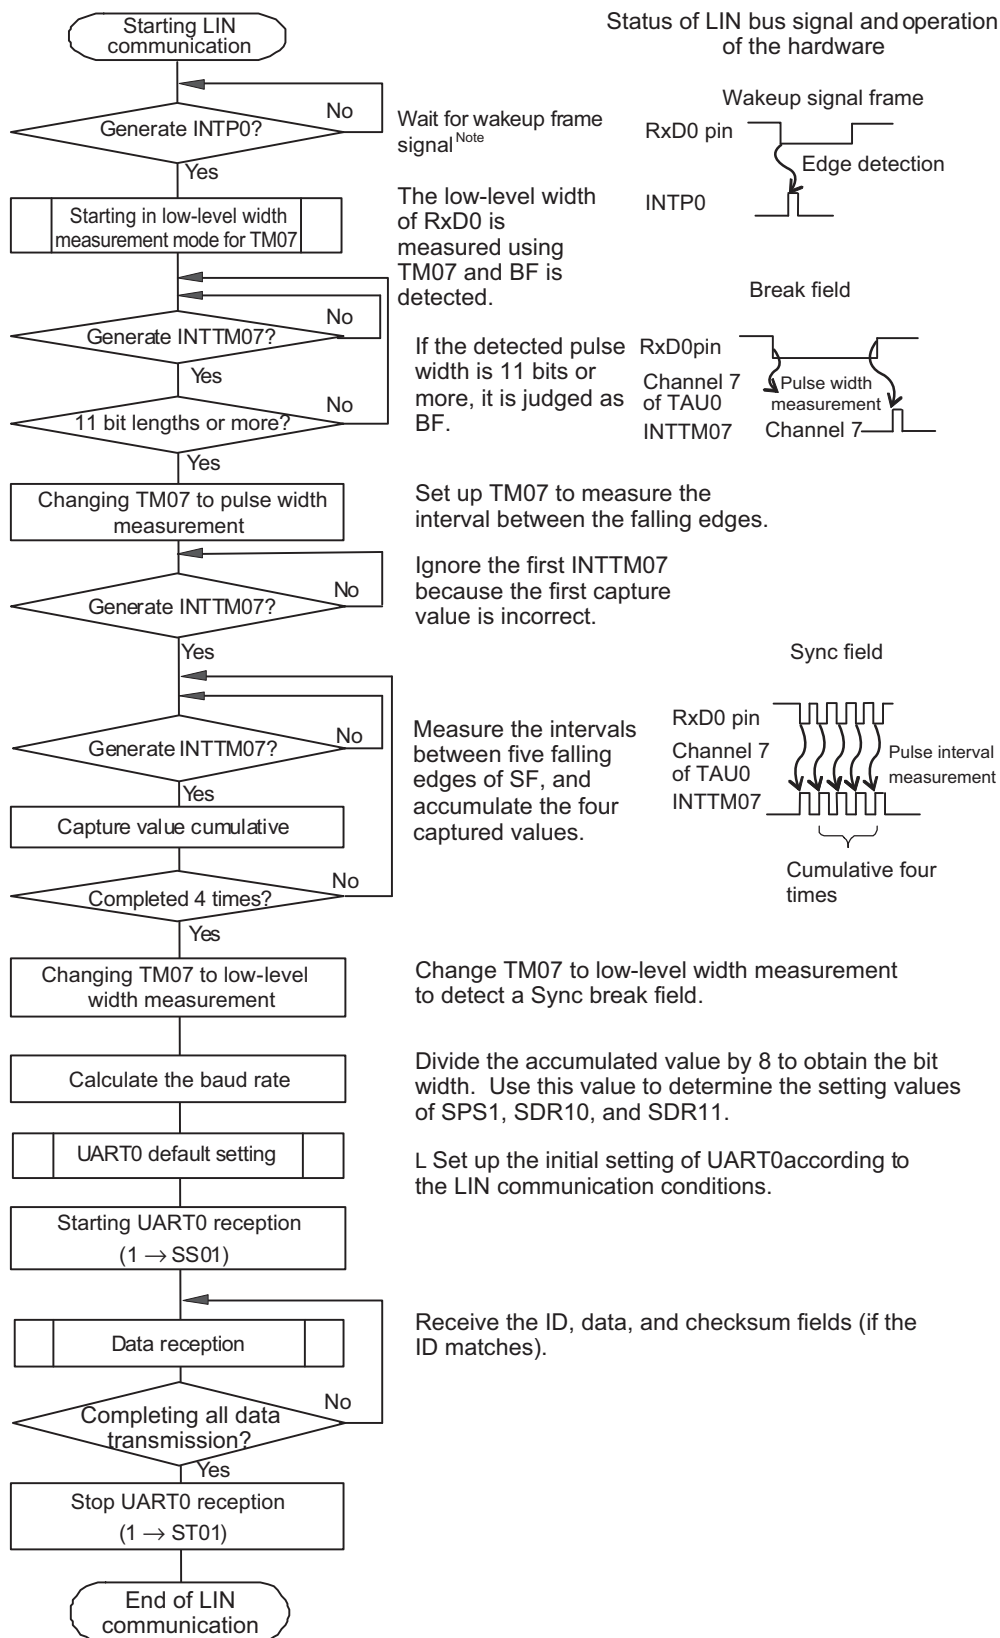 Starting LIN
communication
Status of LIN bus signal and operation
of the hardware
Generate INTP0?
No
Yes
Wait for wakeup frame
signal Note
Wakeup signal frame
RxD0 pin
Edge detection
INTP0
Starting in low-level width
measurement mode for TM07
The low-level width
of RxD0 is
measured using
TM07 and BF is
detected.
Generate INTTM07?
No
Yes
11 bit lengths or more?
No
Yes
If the detected pulse
width is 11 bits or
more, it is judged as
BF.
Break field
RxD0pin
Channel 7
of TAU0
Pulse width
measurement
INTTM07
Channel 7
Changing TM07 to pulse width
measurement
Set up TM07 to measure the
interval between the falling edges.
Generate INTTM07?
No
Yes
Ignore the first INTTM07
because the first capture
value is incorrect.
Generate INTTM07?
No
Yes
Capture value cumulative
Completed 4 times?
No
Yes
Measure the intervals
between five falling
edges of SF, and
accumulate the four
captured values.
Sync field
RxD0 pin
Channel 7
of TAU0
Pulse interval
measurement
INTTM07
Cumulative four
times
Changing TM07 to low-level
width measurement
Change TM07 to low-level width measurement
to detect a Sync break field.
Calculate the baud rate
Divide the accumulated value by 8 to obtain the bit
width. Use this value to determine the setting values
of SPS1, SDR10, and SDR11.
UART0 default setting
L Set up the initial setting of UART0according to
the LIN communication conditions.
Starting UART0 reception
(1 → SS01)
Data reception
Receive the ID, data, and checksum fields (if the
ID matches).
Completing all data
transmission?
No
Yes
Stop UART0 reception
(1 → ST01)
End of LIN
communication